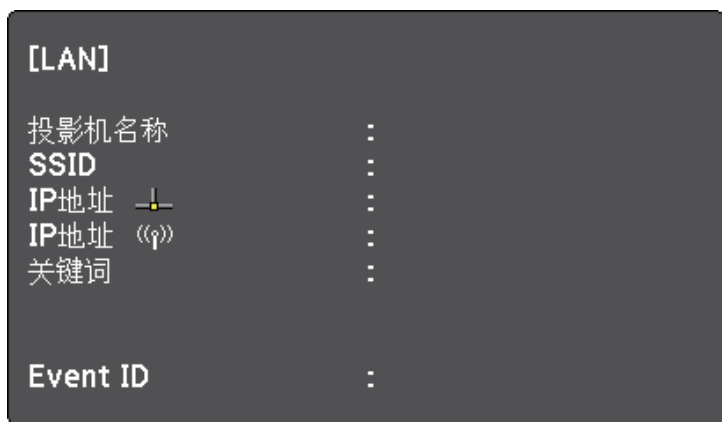 [LAN]
投影机名称 :
SSID :
IP地址 :
IP地址 :
关键词 :
Event ID :